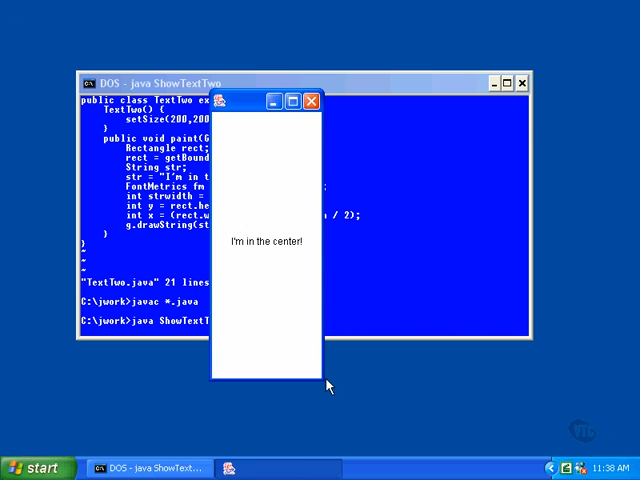 DOS - java ShowTextTwo
public class TextTwo ex
TextTwo() {
setSize(200,200
}
public void paint(G
Rectangle rect;
rect = getBound
String str;
str = "I'm in t
FontMetrics fm
int strwidth =
int y = rect.he
int x = (rect.w / 2);
g.drawString(st
}
}
~
~
~
"TextTwo.java" 21 lines
C:\jwork>javac *.java
C:\jwork>java ShowTextT
I'm in the center!
start
DOS - java ShowText...
11:38 AM
VTC